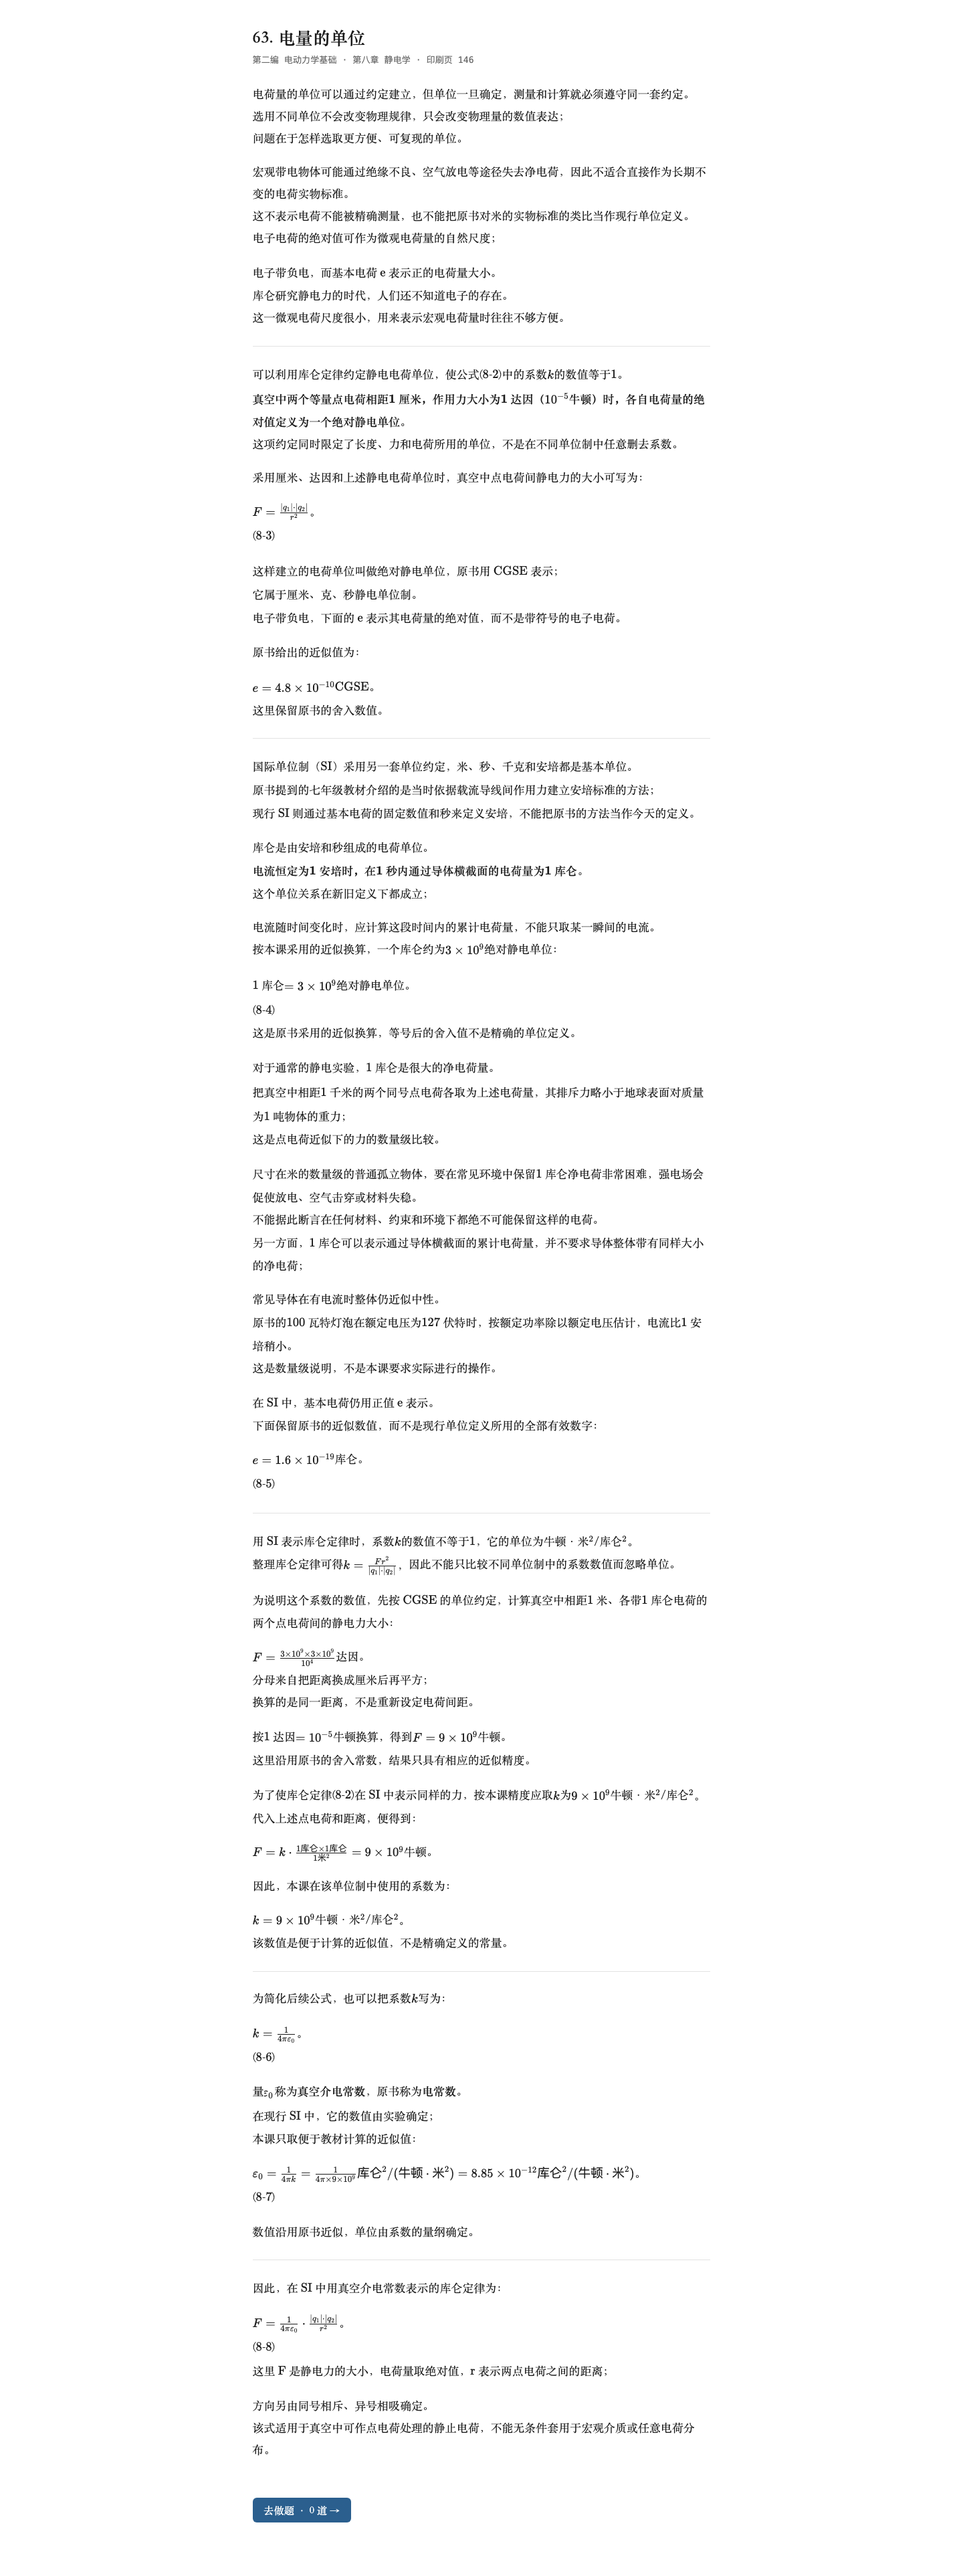 63. 电量的单位
第二编 电动力学基础 · 第八章 静电学 · 印刷页 146
电荷量的单位可以通过约定建立，但单位一旦确定，测量和计算就必须遵守同一套约定。
选用不同单位不会改变物理规律，只会改变物理量的数值表达；
问题在于怎样选取更方便、可复现的单位。
宏观带电物体可能通过绝缘不良、空气放电等途径失去净电荷，因此不适合直接作为长期不
变的电荷实物标准。
这不表示电荷不能被精确测量，也不能把原书对米的实物标准的类比当作现行单位定义。
电子电荷的绝对值可作为微观电荷量的自然尺度；
电子带负电，而基本电荷 e 表示正的电荷量大小。
库仑研究静电力的时代，人们还不知道电子的存在。
这一微观电荷尺度很小，用来表示宏观电荷量时往往不够方便。
可以利用库仑定律约定静电电荷单位，使公式(8-2)中的系数k的数值等于1。
真空中两个等量点电荷相距1 厘米，作用力大小为1 达因（10⁻⁵牛顿）时，各自电荷量的绝
对值定义为一个绝对静电单位。
这项约定同时限定了长度、力和电荷所用的单位，不是在不同单位制中任意删去系数。
采用厘米、达因和上述静电电荷单位时，真空中点电荷间静电力的大小可写为：
F = |q₁|·|q₂| / r² 。
(8-3)
这样建立的电荷单位叫做绝对静电单位，原书用 CGSE 表示；
它属于厘米、克、秒静电单位制。
电子带负电，下面的 e 表示其电荷量的绝对值，而不是带符号的电子电荷。
原书给出的近似值为：
e = 4.8 × 10⁻¹⁰CGSE。
这里保留原书的舍入数值。
国际单位制（SI）采用另一套单位约定，米、秒、千克和安培都是基本单位。
原书提到的七年级教材介绍的是当时依据载流导线间作用力建立安培标准的方法；
现行 SI 则通过基本电荷的固定数值和秒来定义安培，不能把原书的方法当作今天的定义。
库仑是由安培和秒组成的电荷单位。
电流恒定为1 安培时，在1 秒内通过导体横截面的电荷量为1 库仑。
这个单位关系在新旧定义下都成立；
电流随时间变化时，应计算这段时间内的累计电荷量，不能只取某一瞬间的电流。
按本课采用的近似换算，一个库仑约为3 × 10⁹绝对静电单位：
1 库仑= 3 × 10⁹绝对静电单位。
(8-4)
这是原书采用的近似换算，等号后的舍入值不是精确的单位定义。
对于通常的静电实验，1 库仑是很大的净电荷量。
把真空中相距1 千米的两个同号点电荷各取为上述电荷量，其排斥力略小于地球表面对质量
为1 吨物体的重力；
这是点电荷近似下的力的数量级比较。
尺寸在米的数量级的普通孤立物体，要在常见环境中保留1 库仑净电荷非常困难，强电场会
促使放电、空气击穿或材料失稳。
不能据此断言在任何材料、约束和环境下都绝不可能保留这样的电荷。
另一方面，1 库仑可以表示通过导体横截面的累计电荷量，并不要求导体整体带有同样大小
的净电荷；
常见导体在有电流时整体仍近似中性。
原书的100 瓦特灯泡在额定电压为127 伏特时，按额定功率除以额定电压估计，电流比1 安
培稍小。
这是数量级说明，不是本课要求实际进行的操作。
在 SI 中，基本电荷仍用正值 e 表示。
下面保留原书的近似数值，而不是现行单位定义所用的全部有效数字：
e = 1.6 × 10⁻¹⁹库仑。
(8-5)
用 SI 表示库仑定律时，系数k的数值不等于1，它的单位为牛顿 · 米²/库仑²。
整理库仑定律可得k = Fr² / |q₁|·|q₂|，因此不能只比较不同单位制中的系数数值而忽略单位。
为说明这个系数的数值，先按 CGSE 的单位约定，计算真空中相距1 米、各带1 库仑电荷的
两个点电荷间的静电力大小：
F = 3×10⁹×3×10⁹ / 10⁴ 达因。
分母来自把距离换成厘米后再平方；
换算的是同一距离，不是重新设定电荷间距。
按1 达因= 10⁻⁵牛顿换算，得到F = 9 × 10⁹牛顿。
这里沿用原书的舍入常数，结果只具有相应的近似精度。
为了使库仑定律(8-2)在 SI 中表示同样的力，按本课精度应取k为9 × 10⁹牛顿 · 米²/库仑²。
代入上述点电荷和距离，便得到：
F = k · 1库仑×1库仑 / 1米² = 9 × 10⁹牛顿。
因此，本课在该单位制中使用的系数为：
k = 9 × 10⁹牛顿 · 米²/库仑²。
该数值是便于计算的近似值，不是精确定义的常量。
为简化后续公式，也可以把系数k写为：
k = 1 / 4πε₀ 。
(8-6)
量ε₀ 称为真空介电常数，原书称为电常数。
在现行 SI 中，它的数值由实验确定；
本课只取便于教材计算的近似值：
ε₀ = 1 / 4πk = 1 / 4π×9×10⁹ 库仑²/(牛顿 · 米²) = 8.85 × 10⁻¹²库仑²/(牛顿 · 米²)。
(8-7)
数值沿用原书近似，单位由系数的量纲确定。
因此，在 SI 中用真空介电常数表示的库仑定律为：
F = 1 / 4πε₀ · |q₁|·|q₂| / r² 。
(8-8)
这里 F 是静电力的大小，电荷量取绝对值，r 表示两点电荷之间的距离；
方向另由同号相斥、异号相吸确定。
该式适用于真空中可作点电荷处理的静止电荷，不能无条件套用于宏观介质或任意电荷分
布。
去做题 · 0 道 →